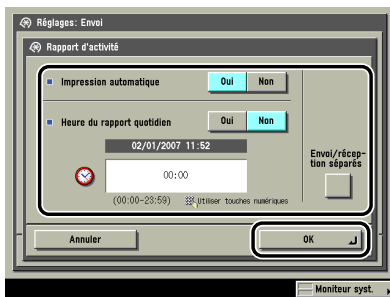 Réglages: Envoi
Rapport d'activité
Impression automatique Oui Non
Heure du rapport quotidien Oui Non
02/01/2007 11:52
00:00
(00:00-23:59) Utiliser touches numériques
Envoi/récep-
tion séparés
Annuler OK
Moniteur syst.